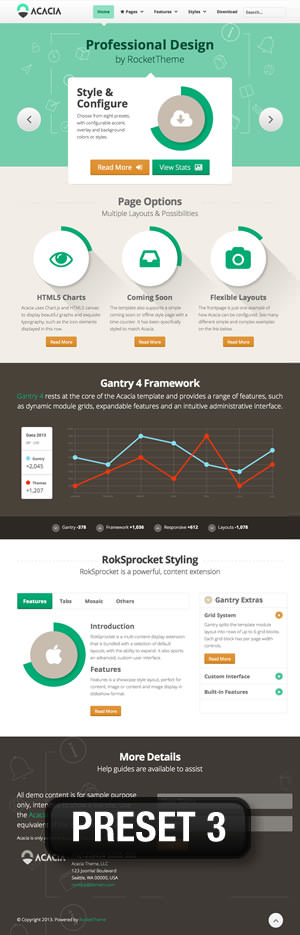 ACACIA
Home Pages Features Styles Download Search...
Professional Design
by RocketTheme
Style &
Configure
Choose from eight presets,
with configurable accent,
overlay and background
colors or styles.
Read More View Stats
Page Options
Multiple Layouts & Possibilities
HTML5 Charts Coming Soon Flexible Layouts
Acacia uses Chart.js and HTML5 canvas
to display beautiful graphs and exquisite
typography, such as the icon elements
displayed in this row.
Read More
The template also supports a simple
coming soon or offline style page with a
time counter. It has been specifically
styled to match Acacia.
Read More
The frontpage is just one example of
how Acacia can be configured. See many
different simple and complex examples
on the live below.
Read More
Gantry 4 Framework
Gantry 4 rests at the core of the Acacia template and provides a range of features, such
as dynamic module grids, expandable features and an intuitive administrative interface.
Data 2013
Gantry
+2,045
Themes
+1,207
Gantry -378 Framework +1,036 Responsive +612 Layouts -1,078
RokSprocket Styling
RokSprocket is a powerful, content extension
Features Tabs Mosaic Others
Introduction
RokSprocket is a multi-content display extension
that is bundled with a selection of default
layouts, with the ability to expand. It also sports
an advanced, custom user interface.
Features
Features is a showcase style layout, perfect for
content, image or content and image display in
slideshow format.
Read More
Gantry Extras
Grid System
Gantry splits the template module
layout into rows of up to 6 grid blocks.
Each grid block has per page width
controls.
Read More
Custom Interface
Built-in Features
More Details
Help guides are available to assist
All demo content is for sample purpose
only, inten
the Acacia
equivalent
Acacia is only
PRESET 3
ACACIA
Acacia Theme, LLC
123 Joomla! Boulevard
Seattle, WA 00000, USA
© Copyright 2013. Powered by RocketTheme